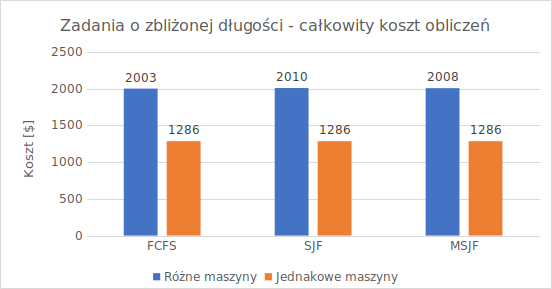 Zadania o zbliżonej długości - całkowity koszt obliczeń
Koszt [$]
2500
2000
1500
1000
500
0
2003
1286
2010
1286
2008
1286
FCFS
SJF
MSJF
Różne maszyny
Jednakowe maszyny